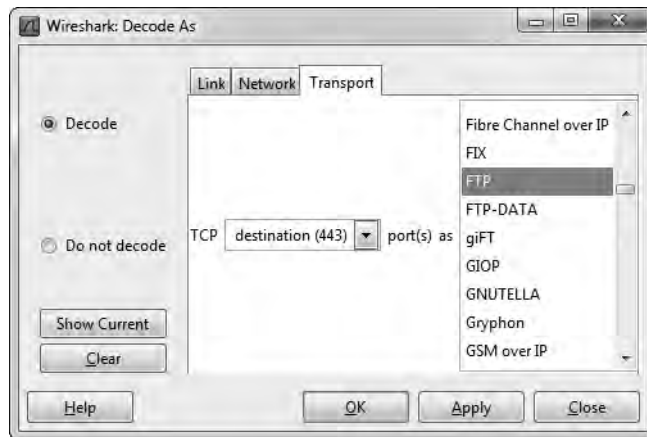 Wireshark: Decode As
Link Network Transport
Decode
Do not decode
Show Current
Clear
TCP destination (443) port(s) as
Fibre Channel over IP
FIX
FTP
FTP-DATA
giFT
GIOP
GNUTELLA
Gryphon
GSM over IP
Help OK Apply Close